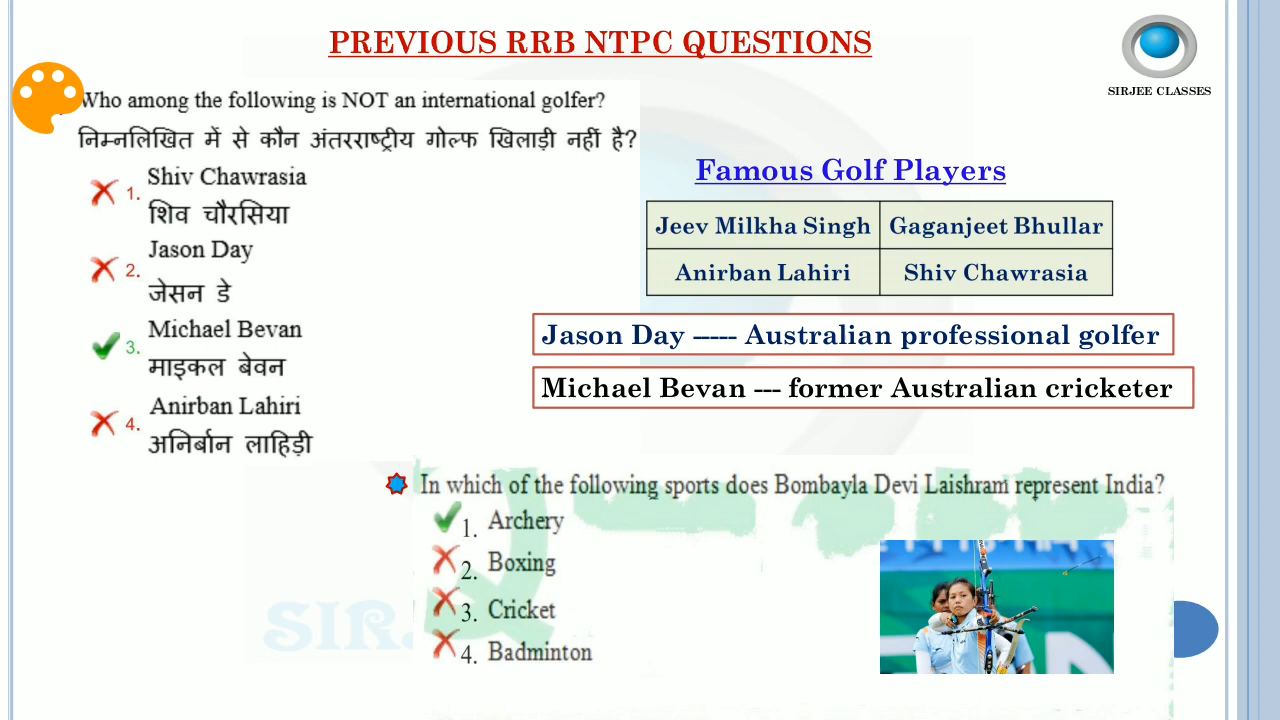 PREVIOUS RRB NTPC QUESTIONS
SIRJEE CLASSES
Who among the following is NOT an international golfer?
निम्नलिखित में से कौन अंतरराष्ट्रीय गोल्फ खिलाड़ी नहीं है?
1. Shiv Chawrasia
शिव चौरसिया
2. Jason Day
जेसन डे
3. Michael Bevan
माइकल बेवन
4. Anirban Lahiri
अनिर्बान लाहिड़ी
Famous Golf Players
Jeev Milkha Singh Gaganjeet Bhullar
Anirban Lahiri Shiv Chawrasia
Jason Day ----- Australian professional golfer
Michael Bevan --- former Australian cricketer
In which of the following sports does Bombayla Devi Laishram represent India?
1. Archery
2. Boxing
3. Cricket
4. Badminton